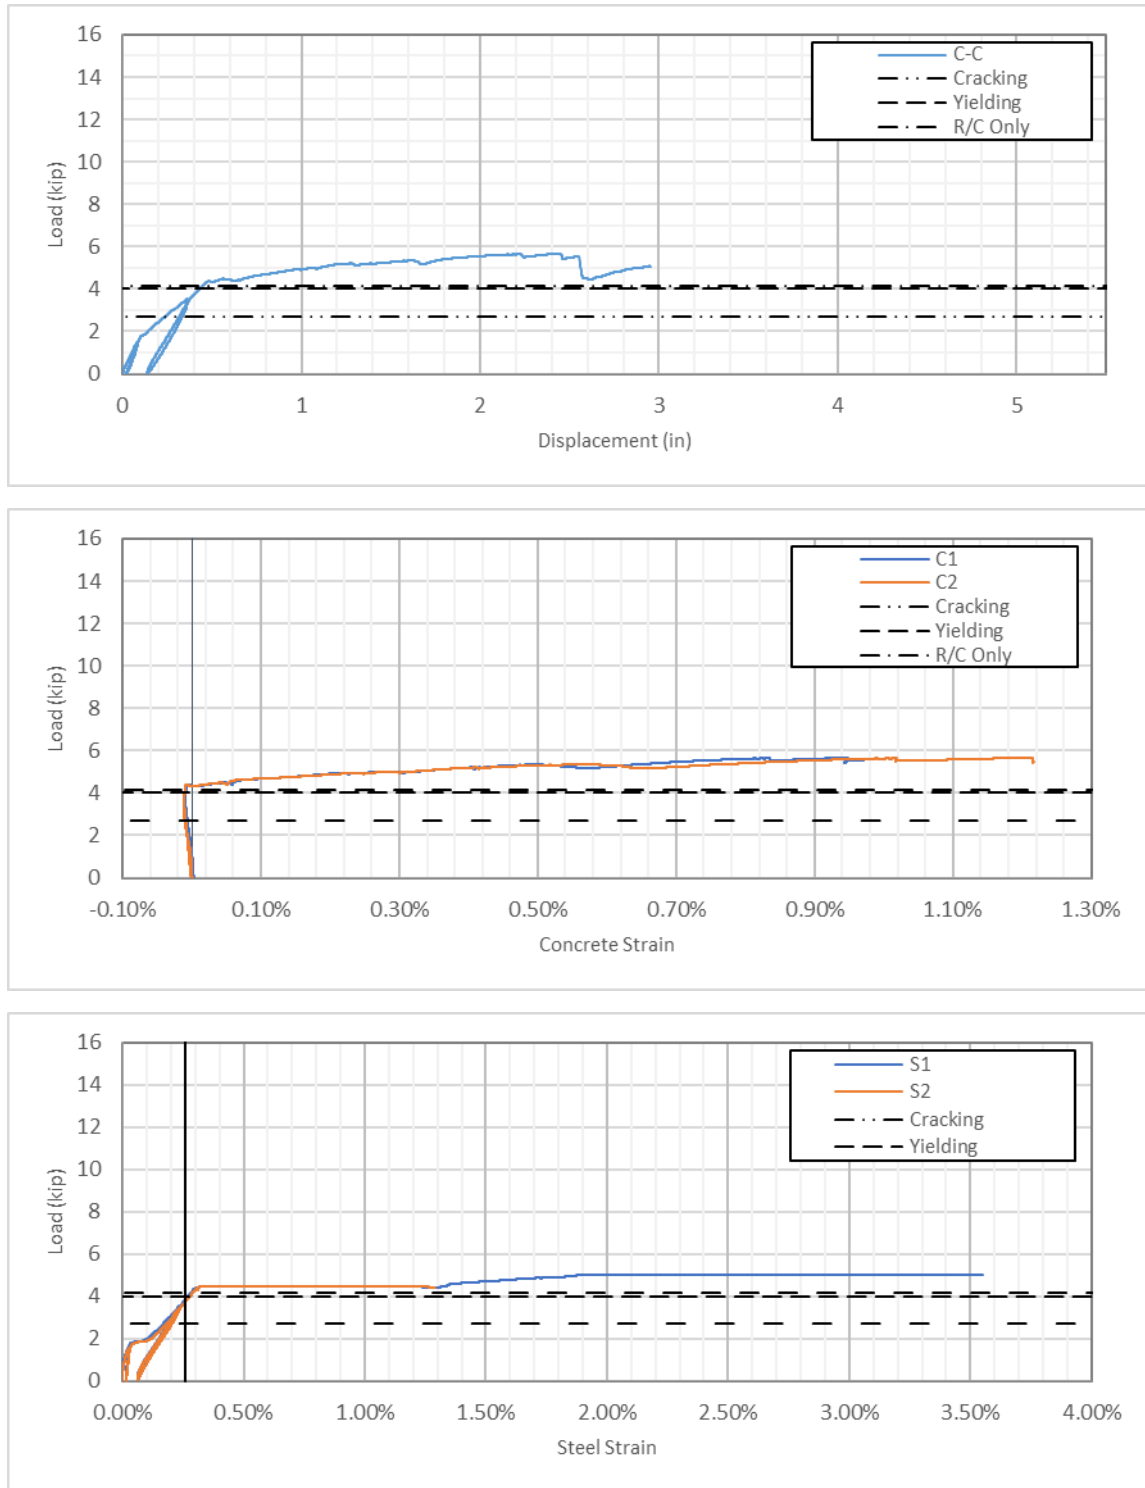 16
14
12
10
8
6
4
2
0
Load (kip)
C-C
Cracking
Yielding
R/C Only
0 1 2 3 4 5
Displacement (in)
16
14
12
10
8
6
4
2
0
Load (kip)
C1
C2
Cracking
Yielding
R/C Only
-0.10% 0.10% 0.30% 0.50% 0.70% 0.90% 1.10% 1.30%
Concrete Strain
16
14
12
10
8
6
4
2
0
Load (kip)
S1
S2
Cracking
Yielding
0.00% 0.50% 1.00% 1.50% 2.00% 2.50% 3.00% 3.50% 4.00%
Steel Strain